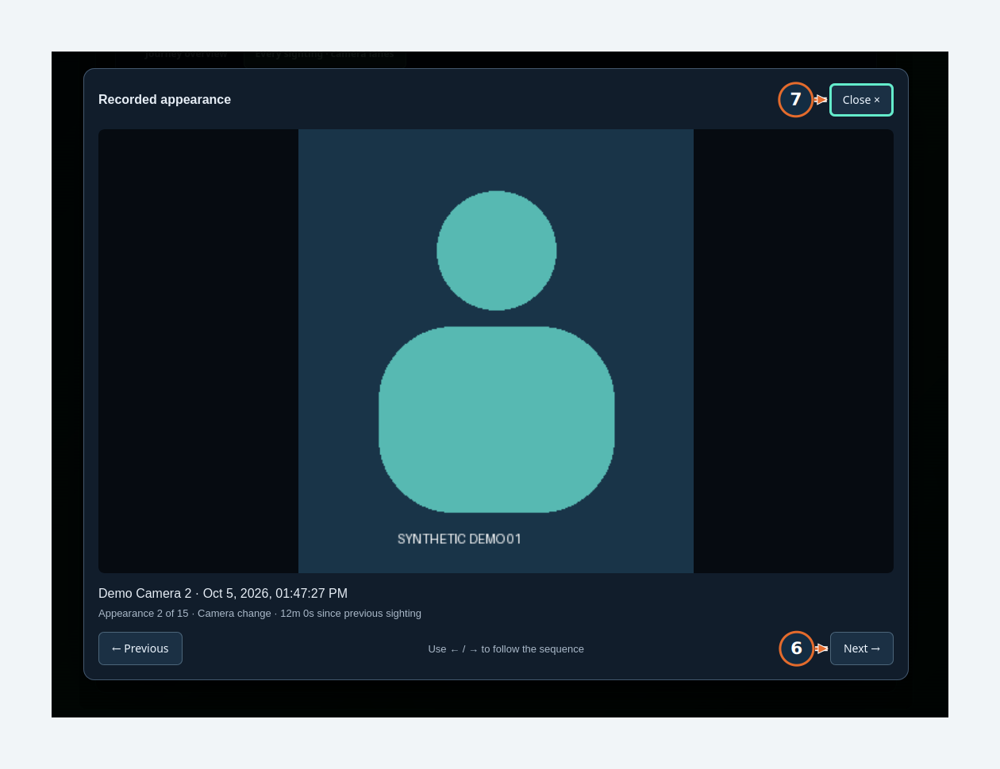 Journey overview Every sighting · camera lanes
Recorded appearance
7
Close ×
SYNTHETIC DEMO 01
Demo Camera 2 · Oct 5, 2026, 01:47:27 PM
Appearance 2 of 15 · Camera change · 12m 0s since previous sighting
← Previous
Use ← / → to follow the sequence
6
Next →